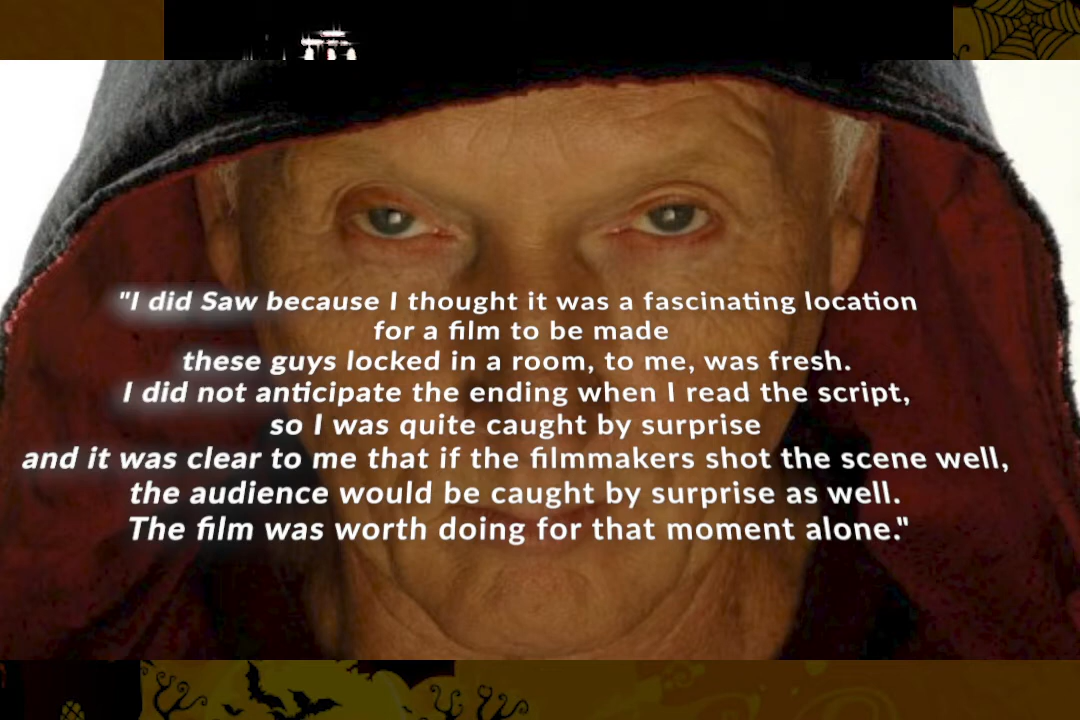 "I did Saw because I thought it was a fascinating location
for a film to be made
these guys locked in a room, to me, was fresh.
I did not anticipate the ending when I read the script,
so I was quite caught by surprise
and it was clear to me that if the filmmakers shot the scene well,
the audience would be caught by surprise as well.
The film was worth doing for that moment alone."